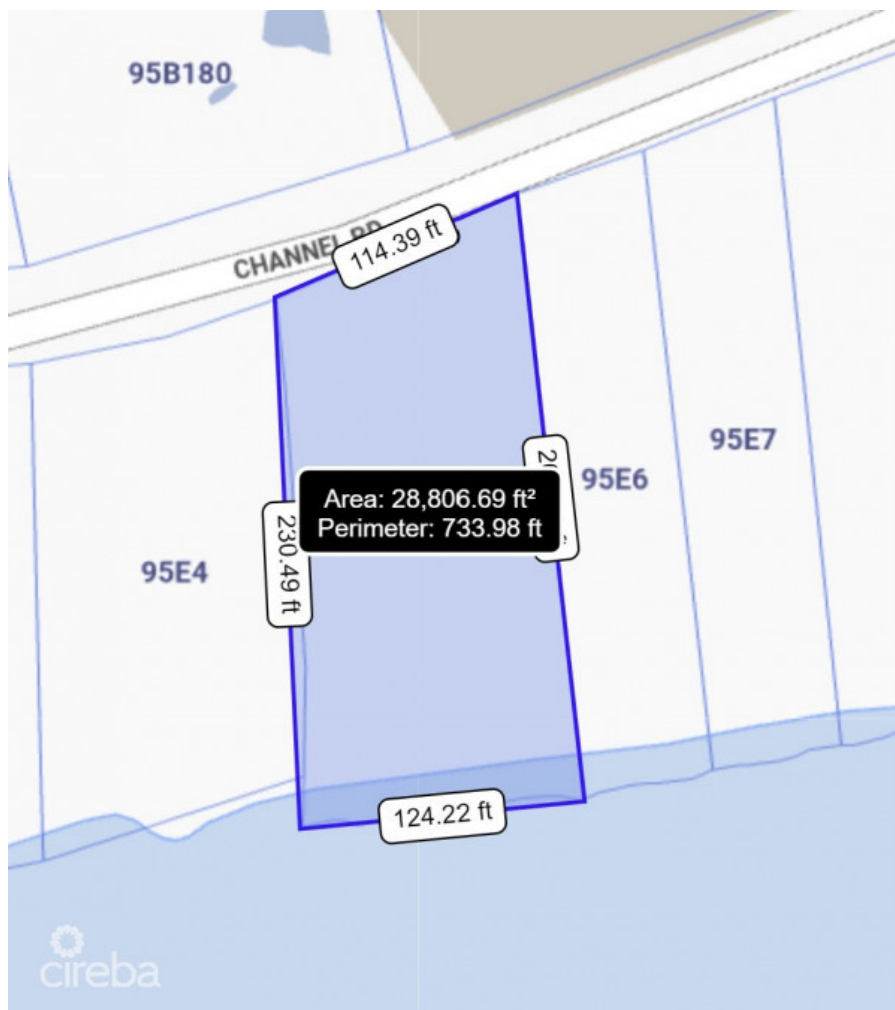 95B180
CHANNEL RD
114.39 ft
95E7
95E6
Area: 28,806.69 ft²
Perimeter: 733.98 ft
230.49 ft
95E4
124.22 ft
cireba